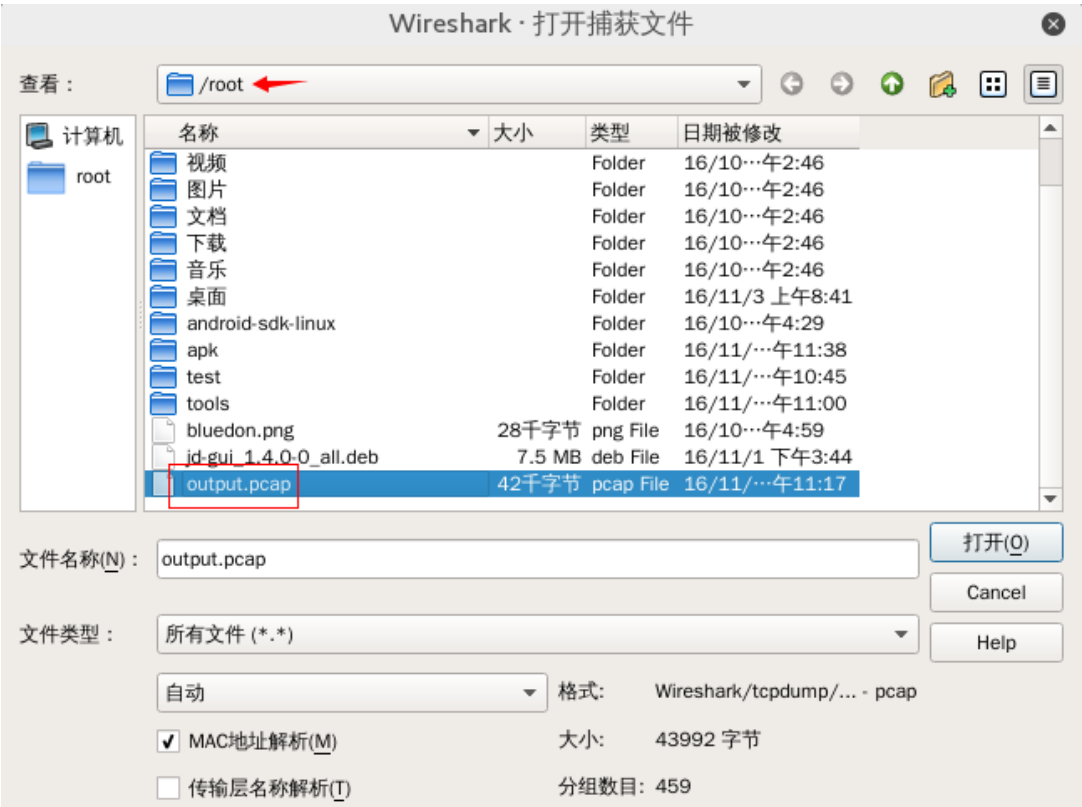 Wireshark · 打开捕获文件
查看：
/root
计算机
root
名称 大小 类型 日期被修改
视频 Folder 16/10…午2:46
图片 Folder 16/10…午2:46
文档 Folder 16/10…午2:46
下载 Folder 16/10…午2:46
音乐 Folder 16/10…午2:46
桌面 Folder 16/11/3 上午8:41
android-sdk-linux Folder 16/10…午4:29
apk Folder 16/11/…午11:38
test Folder 16/11/…午10:45
tools Folder 16/11/…午11:00
bluedon.png 28千字节 png File 16/10…午4:59
jd-gui_1.4.0-0_all.deb 7.5 MB deb File 16/11/1 下午3:44
output.pcap 42千字节 pcap File 16/11/…午11:17
文件名称(N)： output.pcap 打开(O)
Cancel
文件类型： 所有文件 (*.*) Help
自动 格式: Wireshark/tcpdump/... - pcap
MAC地址解析(M) 大小: 43992 字节
传输层名称解析(T) 分组数目: 459